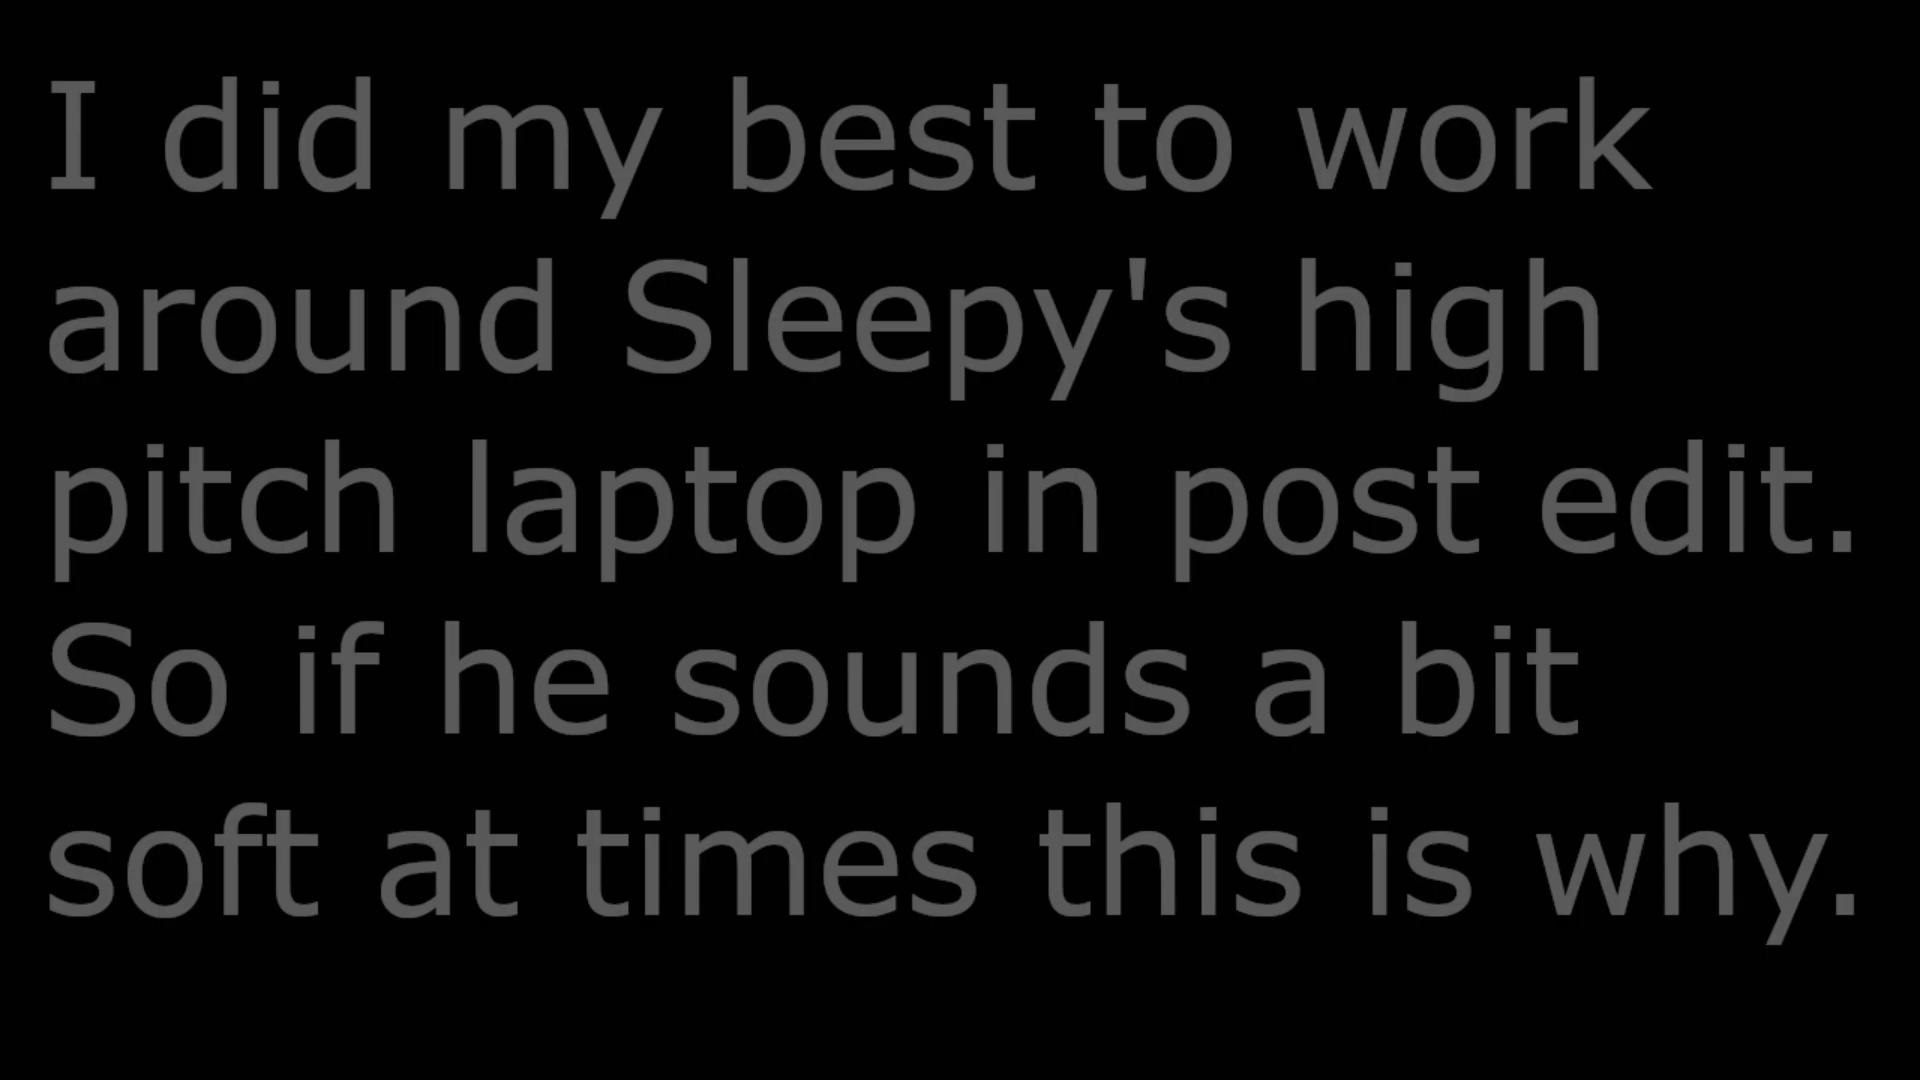 I did my best to work
around Sleepy's high
pitch laptop in post edit.
So if he sounds a bit
soft at times this is why.